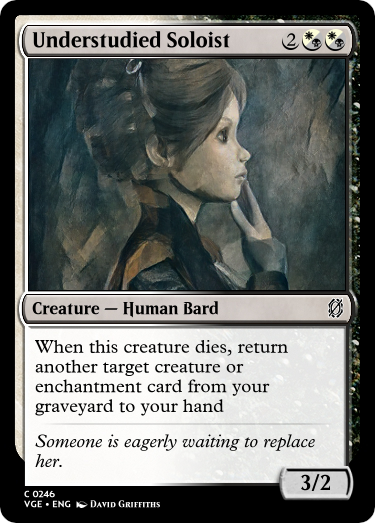 Understudied Soloist 2
Creature — Human Bard
When this creature dies, return
another target creature or
enchantment card from your
graveyard to your hand
Someone is eagerly waiting to replace
her.
3/2
C 0246
VGE • ENG David Griffiths